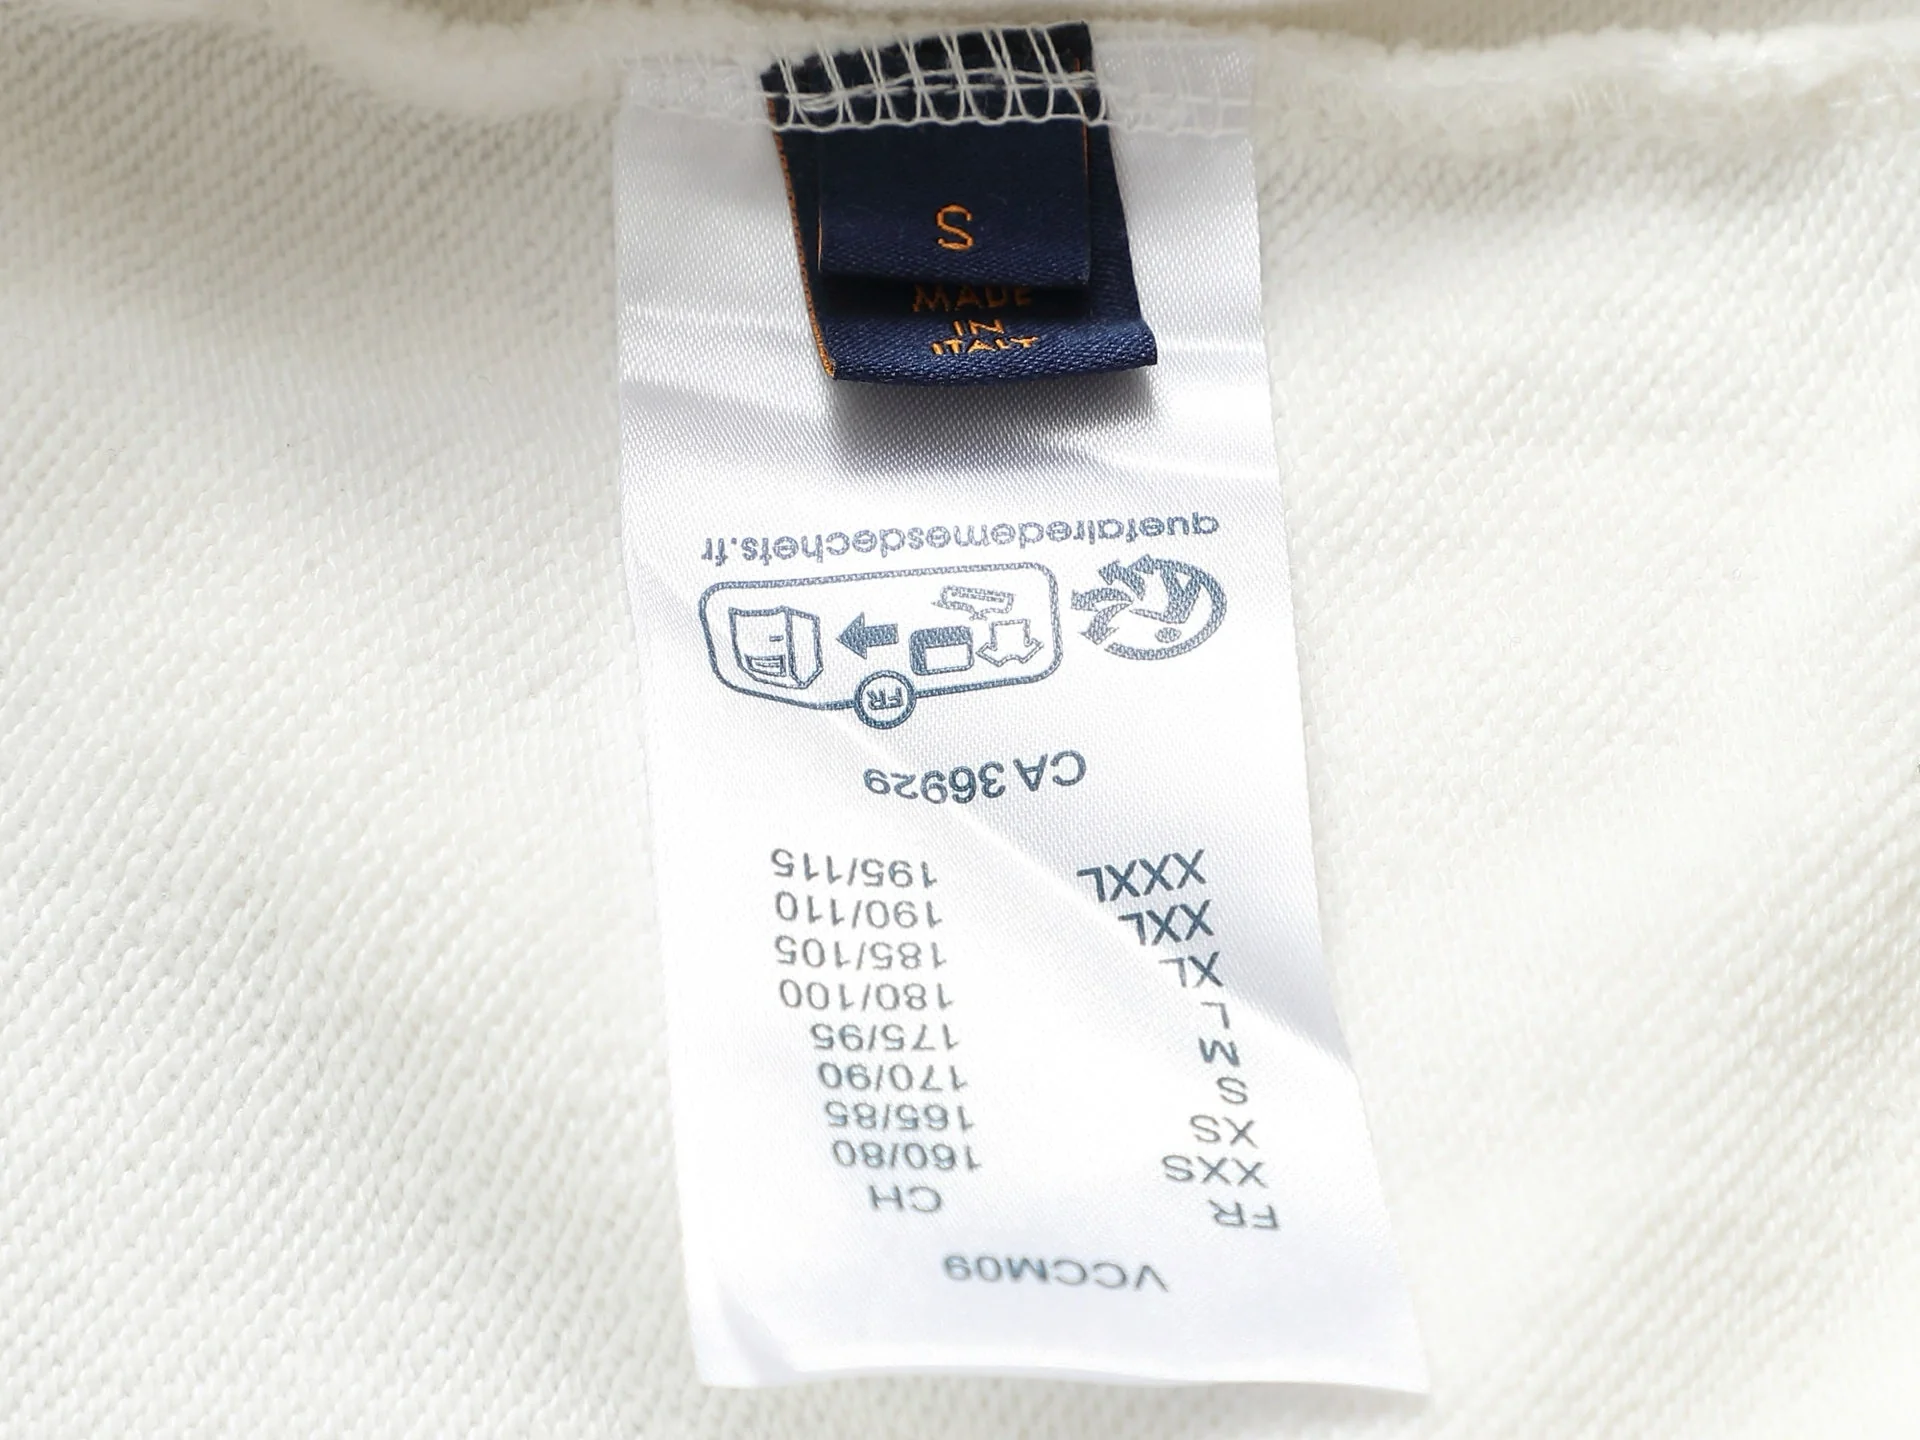 S
MADE
IN
ITALY
VCCM09
FR CH
XXS 160/80
XS 165/85
S 170/90
M 175/95
L 180/100
XL 185/105
XXL 190/110
XXXL 195/115
CA 36929
FR
quefairedemesdechets.fr